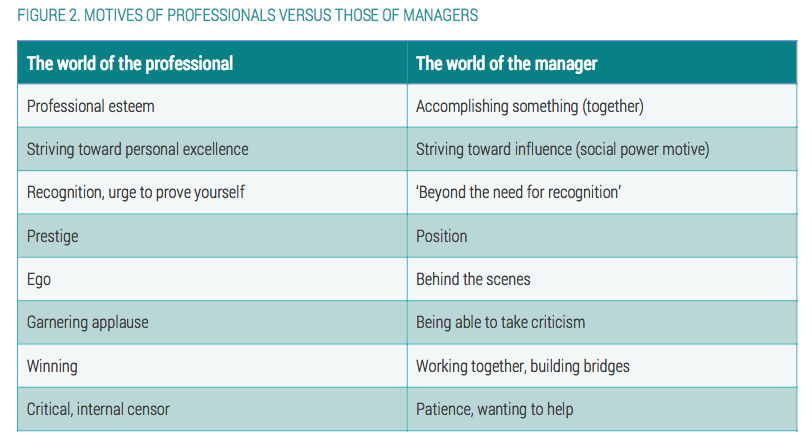 FIGURE 2. MOTIVES OF PROFESSIONALS VERSUS THOSE OF MANAGERS
The world of the professional The world of the manager
Professional esteem Accomplishing something (together)
Striving toward personal excellence Striving toward influence (social power motive)
Recognition, urge to prove yourself ‘Beyond the need for recognition’
Prestige Position
Ego Behind the scenes
Garnering applause Being able to take criticism
Winning Working together, building bridges
Critical, internal censor Patience, wanting to help